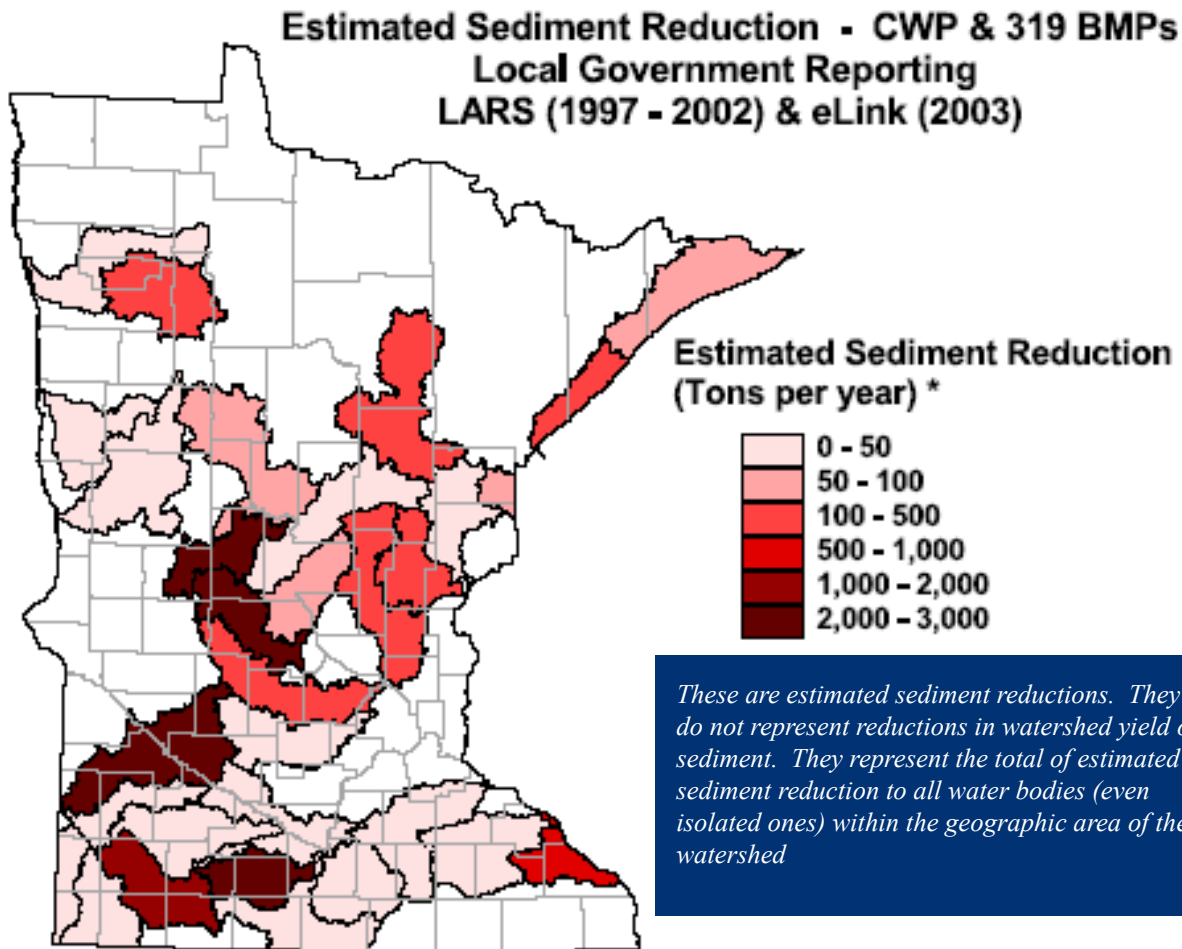 Estimated Sediment Reduction - CWP & 319 BMPs
Local Government Reporting
LARS (1997 - 2002) & eLink (2003)
Estimated Sediment Reduction
(Tons per year) *
0 - 50
50 - 100
100 - 500
500 - 1,000
1,000 - 2,000
2,000 - 3,000
These are estimated sediment reductions. They
do not represent reductions in watershed yield
sediment. They represent the total of estimated
sediment reduction to all water bodies (even
isolated ones) within the geographic area of the
watershed